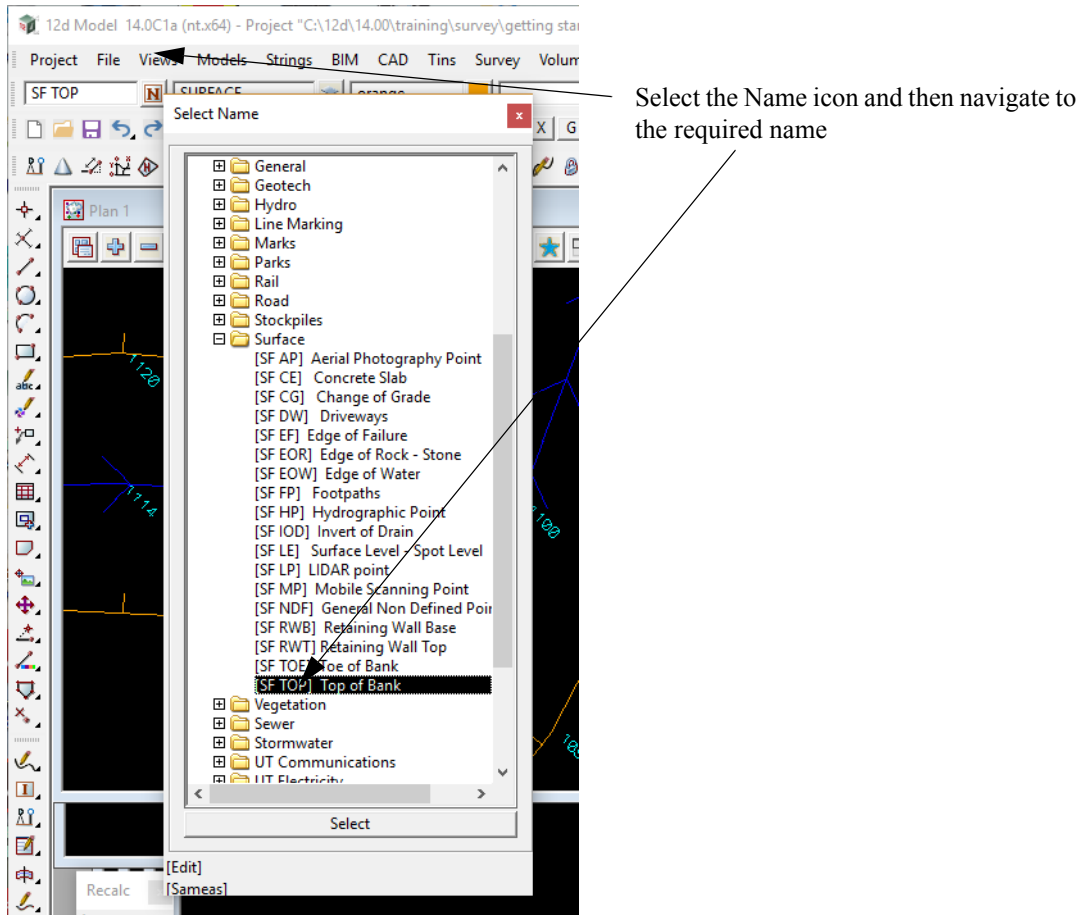 12d Model 14.0C1a (nt.x64) - Project "C:\12d\14.00\training\survey\getting star
Project File Views Models Strings BIM CAD Tins Survey Volum
SF TOP N SURFACE orange
Select Name x
X G
Select the Name icon and then navigate to
the required name
General
Geotech
Hydro
Line Marking
Marks
Parks
Rail
Road
Stockpiles
Surface
[SF AP] Aerial Photography Point
[SF CE] Concrete Slab
[SF CG] Change of Grade
[SF DW] Driveways
[SF EF] Edge of Failure
[SF EOR] Edge of Rock - Stone
[SF EOW] Edge of Water
[SF FP] Footpaths
[SF HP] Hydrographic Point
[SF IOD] Invert of Drain
[SF LE] Surface Level - Spot Level
[SF LP] LIDAR point
[SF MP] Mobile Scanning Point
[SF NDF] General Non Defined Poin
[SF RWB] Retaining Wall Base
[SF RWT] Retaining Wall Top
[SF TOE] Toe of Bank
[SF TOP] Top of Bank
Vegetation
Sewer
Stormwater
UT Communications
UT Electricity
Select
[Edit]
[Sameas]
Plan 1
1120
1714
1100
abc
Recalc